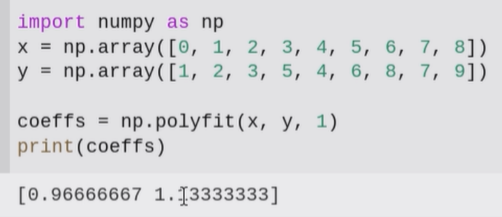 import numpy as np
x = np.array([0, 1, 2, 3, 4, 5, 6, 7, 8])
y = np.array([1, 2, 3, 5, 4, 6, 8, 7, 9])
coeffs = np.polyfit(x, y, 1)
print(coeffs)
[0.96666667 1.13333333]